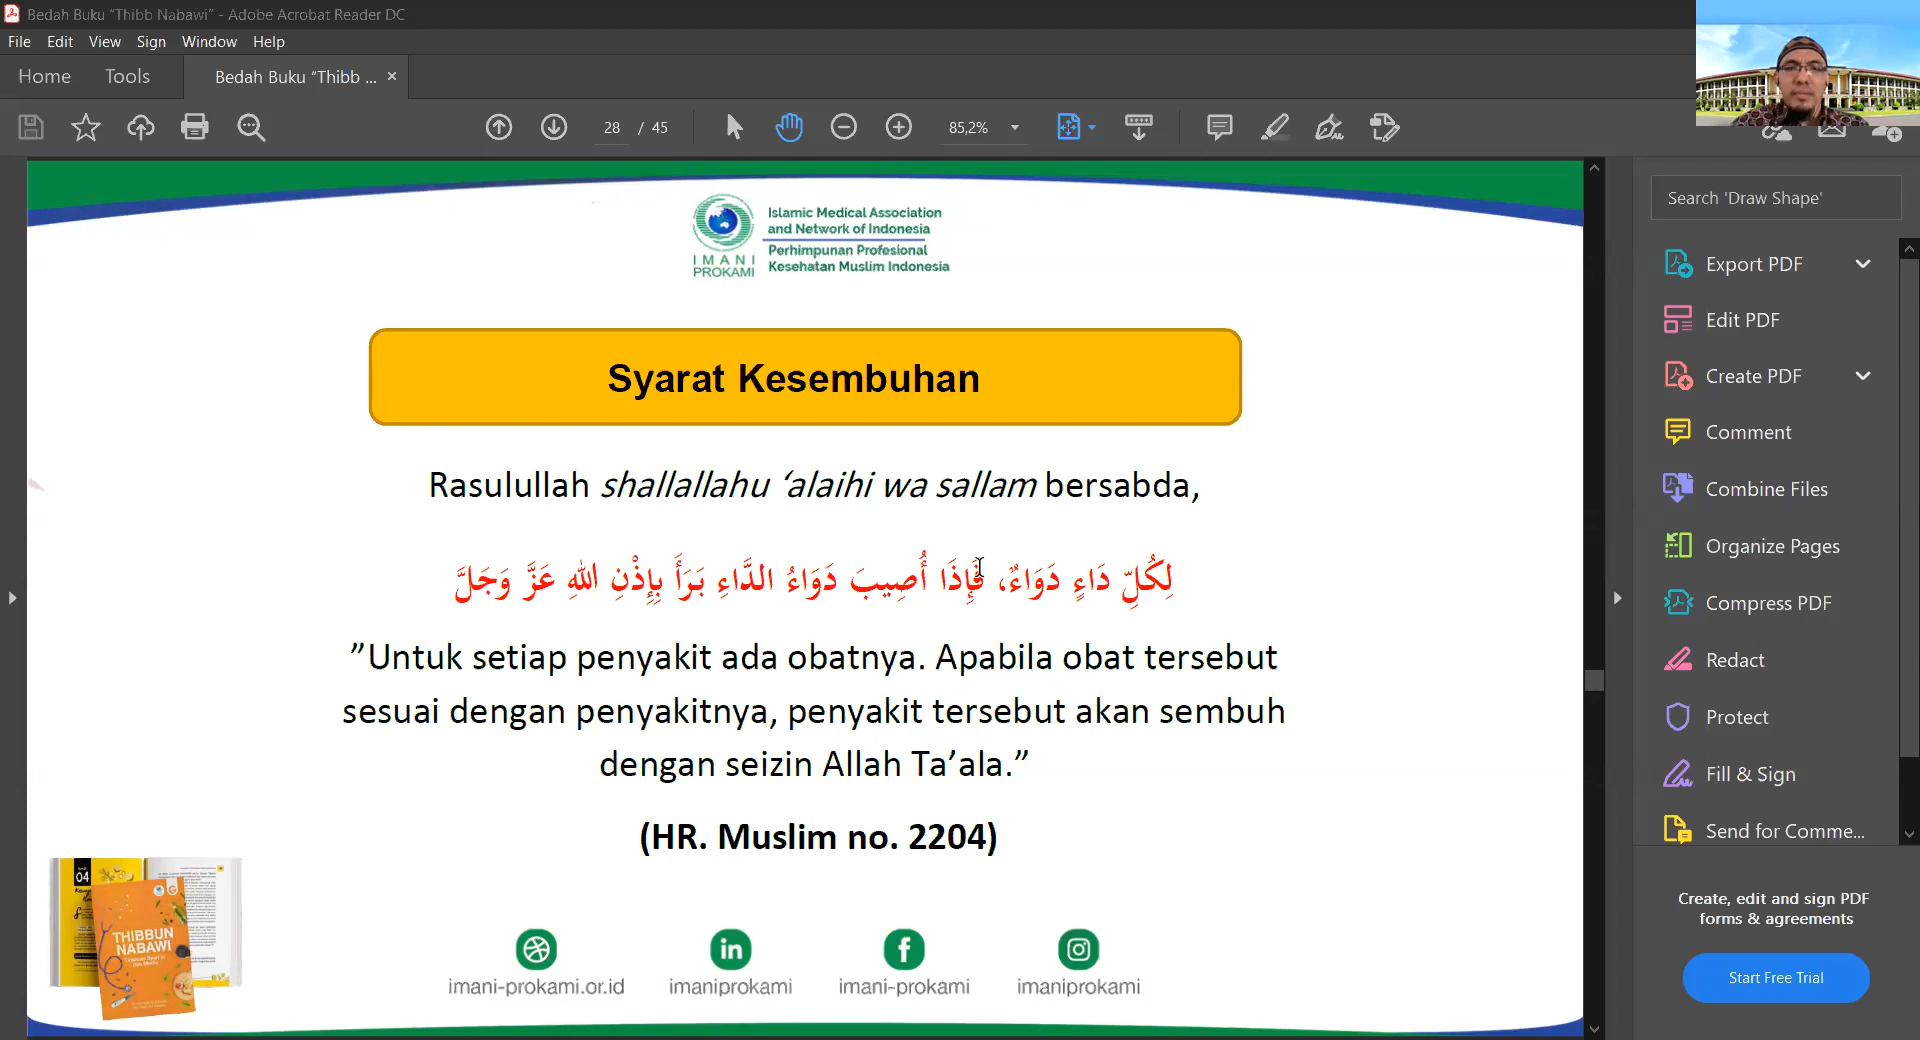 Bedah Buku “Thibb Nabawi” - Adobe Acrobat Reader DC
File Edit View Sign Window Help
Home Tools Bedah Buku “Thibb ... ×
28 / 45 85,2%
Search 'Draw Shape'
Export PDF
Edit PDF
Create PDF
Comment
Combine Files
Organize Pages
Compress PDF
Redact
Protect
Fill & Sign
Send for Comme...
Create, edit and sign PDF
forms & agreements
Start Free Trial
IMANI
PROKAMI
Islamic Medical Association
and Network of Indonesia
Perhimpunan Profesional
Kesehatan Muslim Indonesia
Syarat Kesembuhan
Rasulullah shallallahu ‘alaihi wa sallam bersabda,
لِكُلِّ دَاءٍ دَوَاءٌ، فَإِذَا أُصِيبَ دَوَاءُ الدَّاءِ بَرَأَ بِإِذْنِ اللهِ عَزَّ وَجَلَّ
”Untuk setiap penyakit ada obatnya. Apabila obat tersebut
sesuai dengan penyakitnya, penyakit tersebut akan sembuh
dengan seizin Allah Ta’ala.”
(HR. Muslim no. 2204)
04
THIBBUN
NABAWI
imani-prokami.or.id imaniprokami imani-prokami imaniprokami